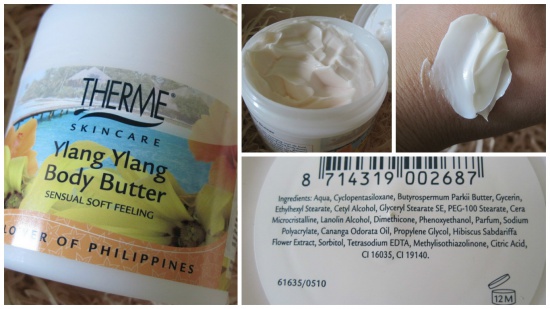 THERME®
SKINCARE
Ylang Ylang
Body Butter
SENSUAL SOFT FEELING
OF PHILIPPINES
8 714319 002687
Ingredients: Aqua, Cyclopentasiloxane, Butyrospermum Parkii Butter, Glycerin,
Ethylhexyl Stearate, Cetyl Alcohol, Glyceryl Stearate SE, PEG-100 Stearate, Cera
Microcristalline, Lanolin Alcohol, Dimethicone, Phenoxyethanol, Parfum, Sodium
Polyacrylate, Cananga Odorata Oil, Propylene Glycol, Hibiscus Sabdariffa
Flower Extract, Sorbitol, Tetrasodium EDTA, Methylisothiazolinone, Citric Acid,
CI 16035, CI 19140.
61635/0510
12M